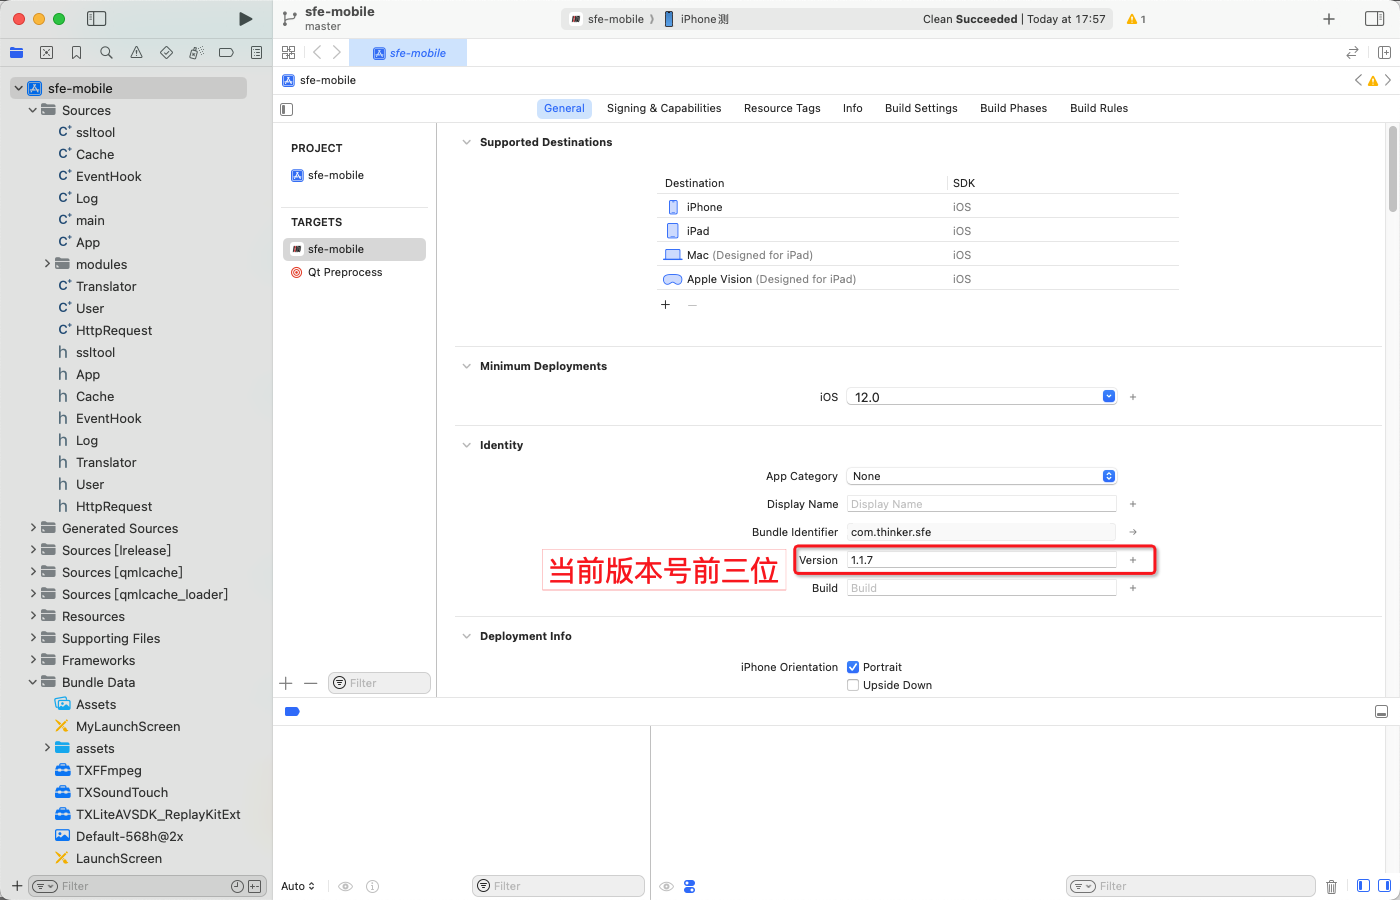 sfe-mobile
master
sfe-mobile
iPhone测
Clean Succeeded | Today at 17:57
1
sfe-mobile
sfe-mobile
sfe-mobile
Sources
ssltool
Cache
EventHook
Log
main
App
modules
Translator
User
HttpRequest
ssltool
App
Cache
EventHook
Log
Translator
User
HttpRequest
Generated Sources
Sources [lrelease]
Sources [qmlcache]
Sources [qmlcache_loader]
Resources
Supporting Files
Frameworks
Bundle Data
Assets
MyLaunchScreen
assets
TXFFmpeg
TXSoundTouch
TXLiteAVSDK_ReplayKitExt
Default-568h@2x
LaunchScreen
Filter
General
Signing & Capabilities
Resource Tags
Info
Build Settings
Build Phases
Build Rules
PROJECT
sfe-mobile
TARGETS
sfe-mobile
Qt Preprocess
Filter
Supported Destinations
Destination
SDK
iPhone
iOS
iPad
iOS
Mac (Designed for iPad)
iOS
Apple Vision (Designed for iPad)
iOS
Minimum Deployments
iOS
12.0
Identity
App Category
None
Display Name
Display Name
Bundle Identifier
com.thinker.sfe
当前版本号前三位
Version
1.1.7
Build
Build
Deployment Info
iPhone Orientation
Portrait
Upside Down
Auto
Filter
Filter